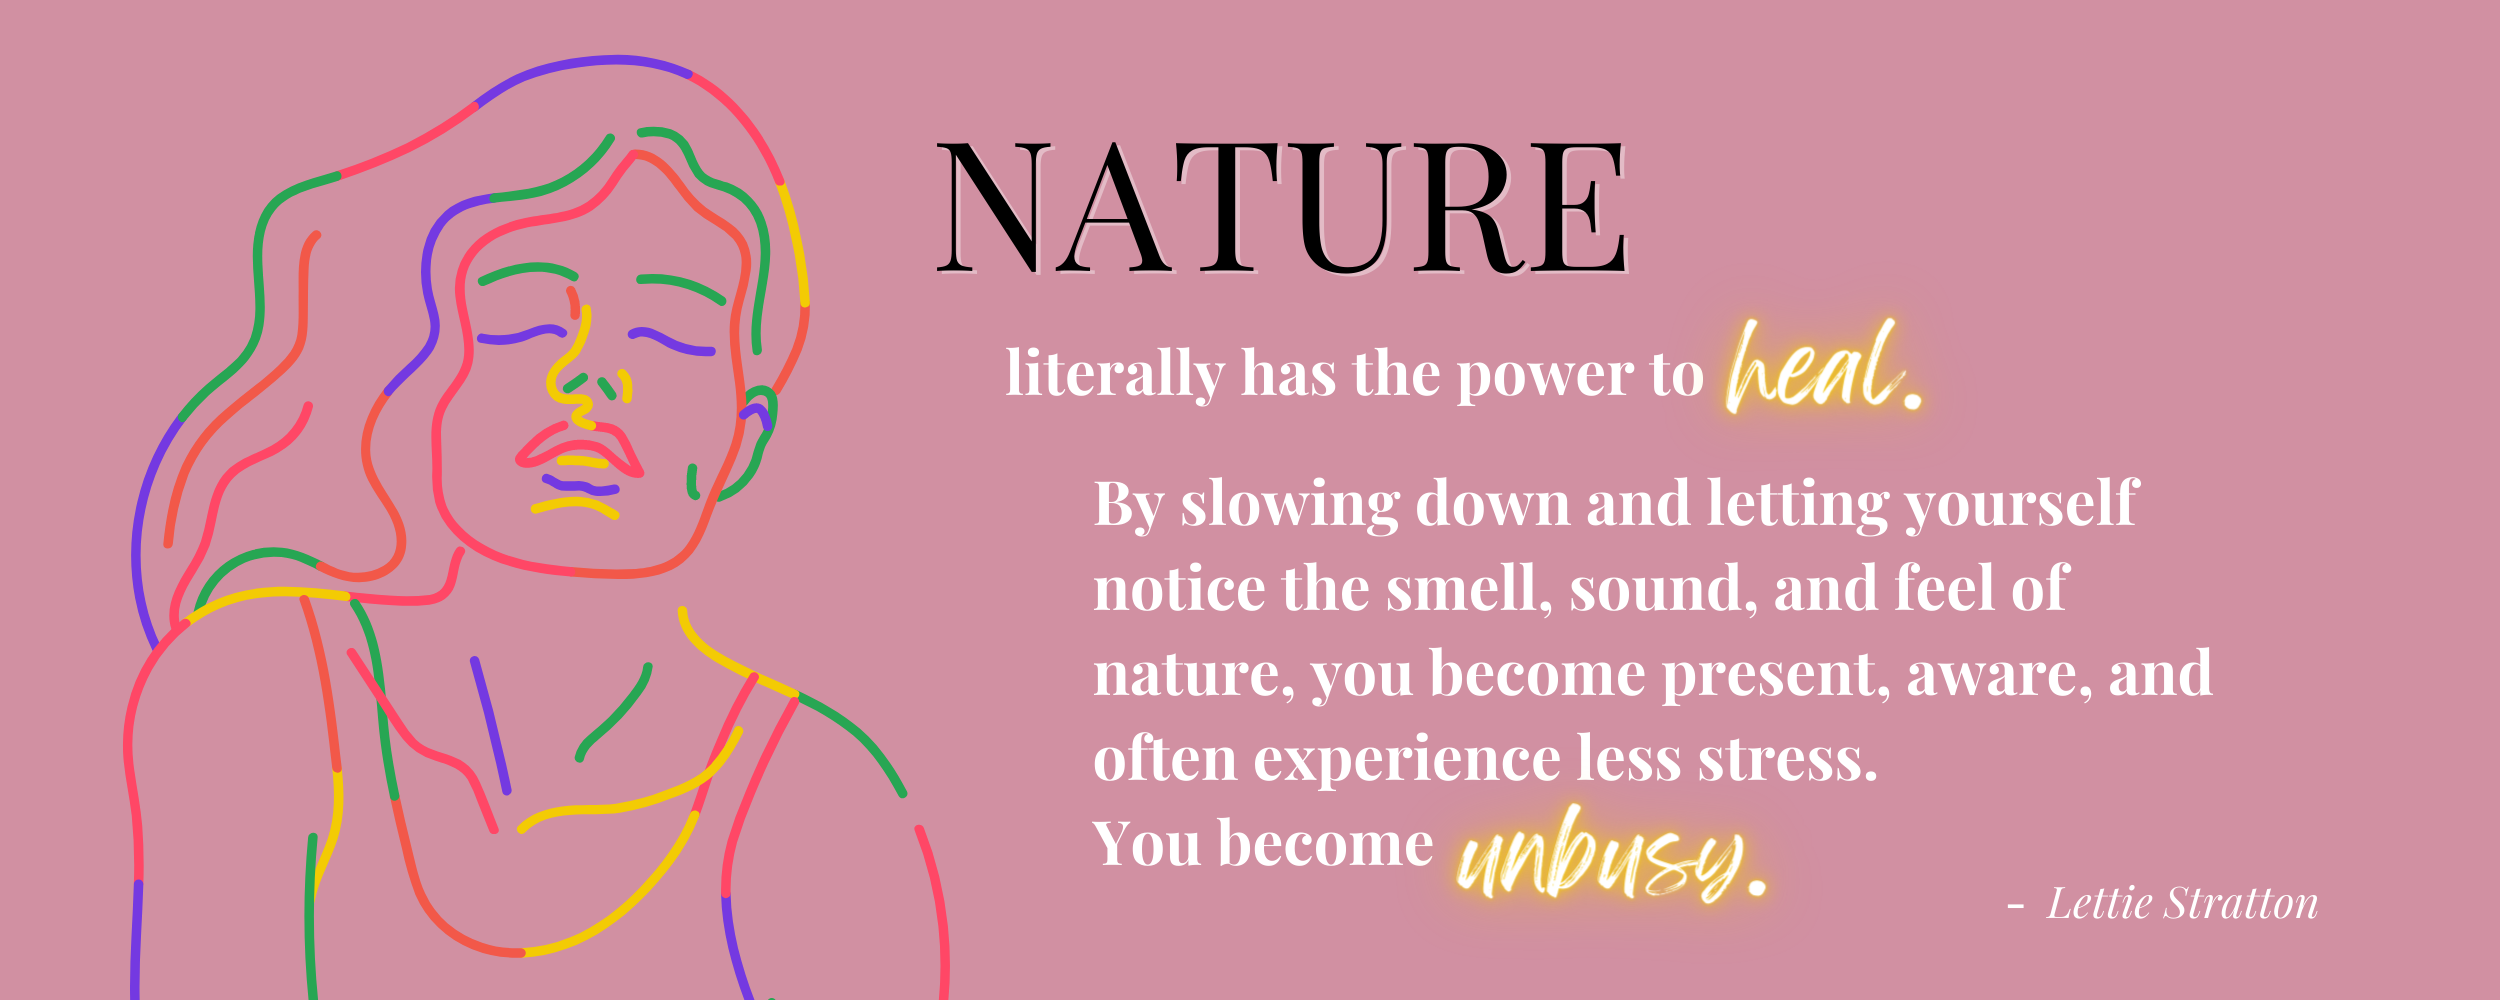 NATURE
literally has the power to heal.
By slowing down and letting yourself
notice the smell, sound, and feel of
nature, you become present, aware, and
often experience less stress.
You become unbusy.
- Lettie Stratton